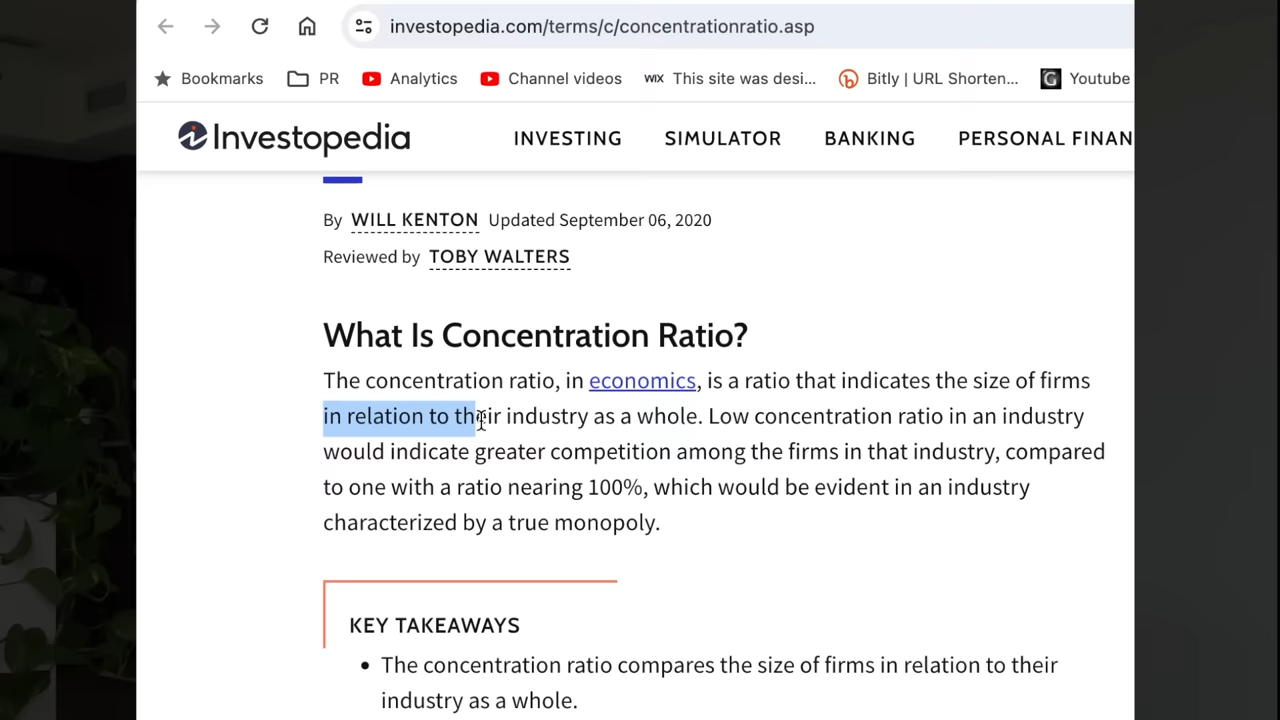 investopedia.com/terms/c/concentrationratio.asp
Bookmarks PR Analytics Channel videos WIX This site was desi... Bitly | URL Shorten... G Youtube
Investopedia INVESTING SIMULATOR BANKING PERSONAL FINAN
By WILL KENTON Updated September 06, 2020
Reviewed by TOBY WALTERS
What Is Concentration Ratio?
The concentration ratio, in economics, is a ratio that indicates the size of firms
in relation to their industry as a whole. Low concentration ratio in an industry
would indicate greater competition among the firms in that industry, compared
to one with a ratio nearing 100%, which would be evident in an industry
characterized by a true monopoly.
KEY TAKEAWAYS
• The concentration ratio compares the size of firms in relation to their
industry as a whole.